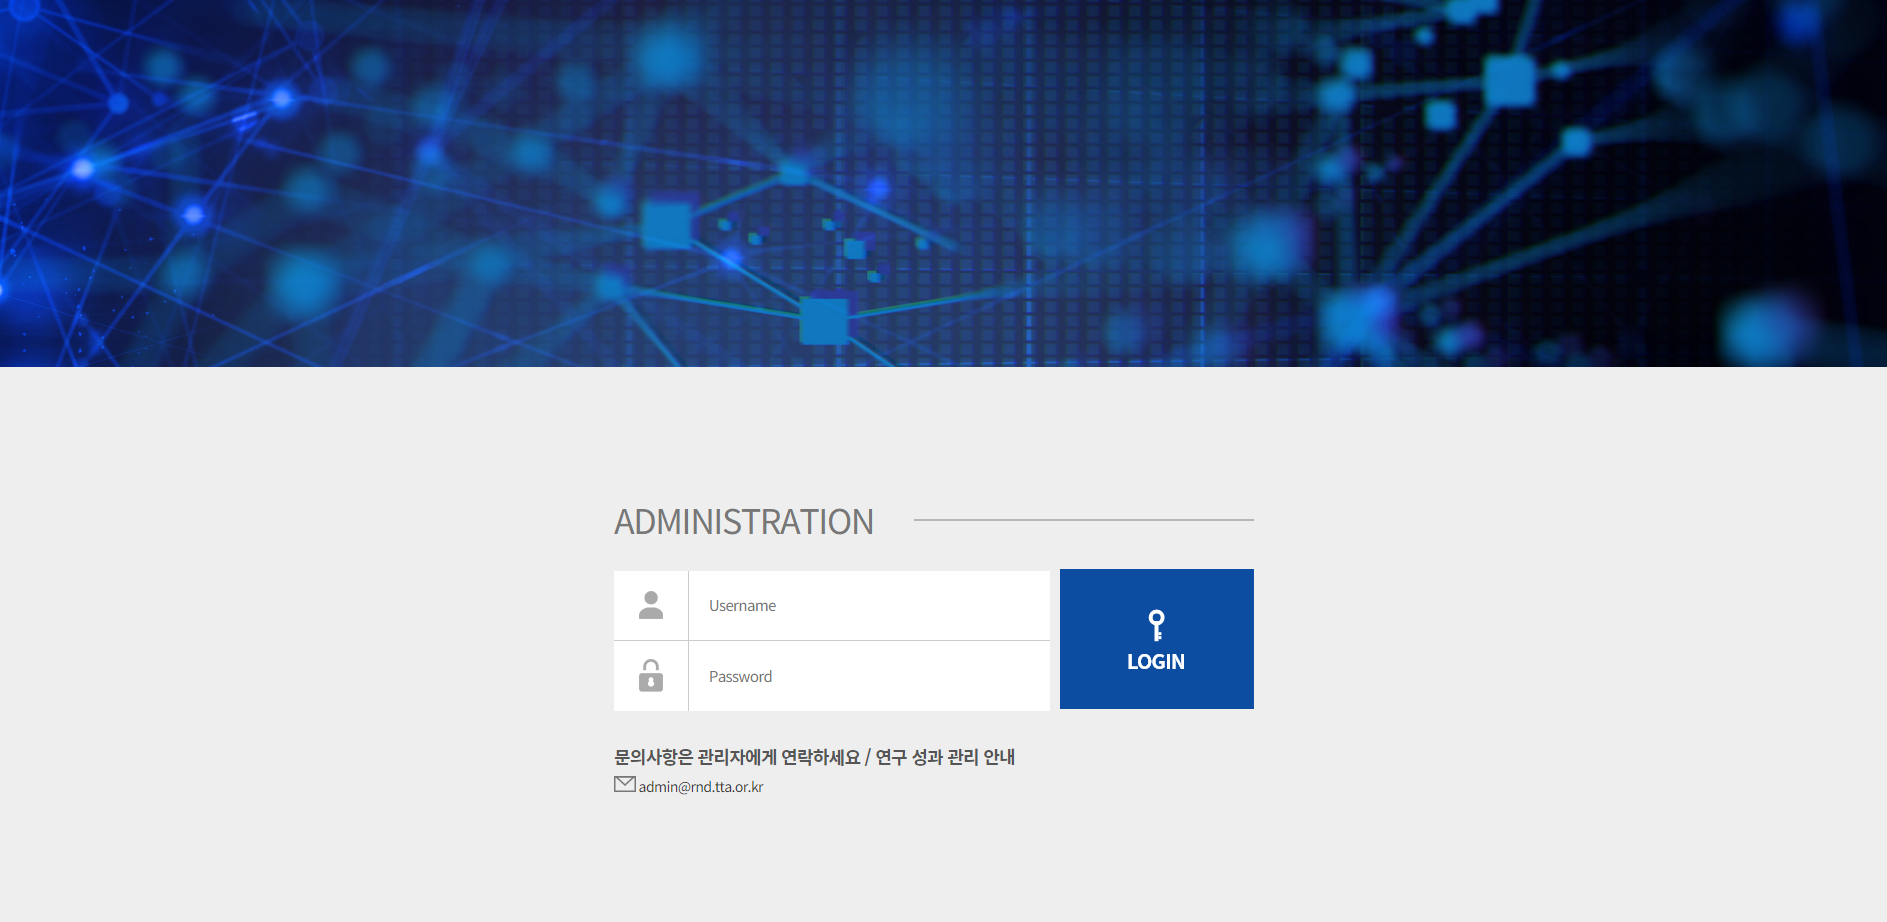 ADMINISTRATION
Username
Password
LOGIN
문의사항은 관리자에게 연락하세요 / 연구 성과 관리 안내
admin@rnd.tta.or.kr